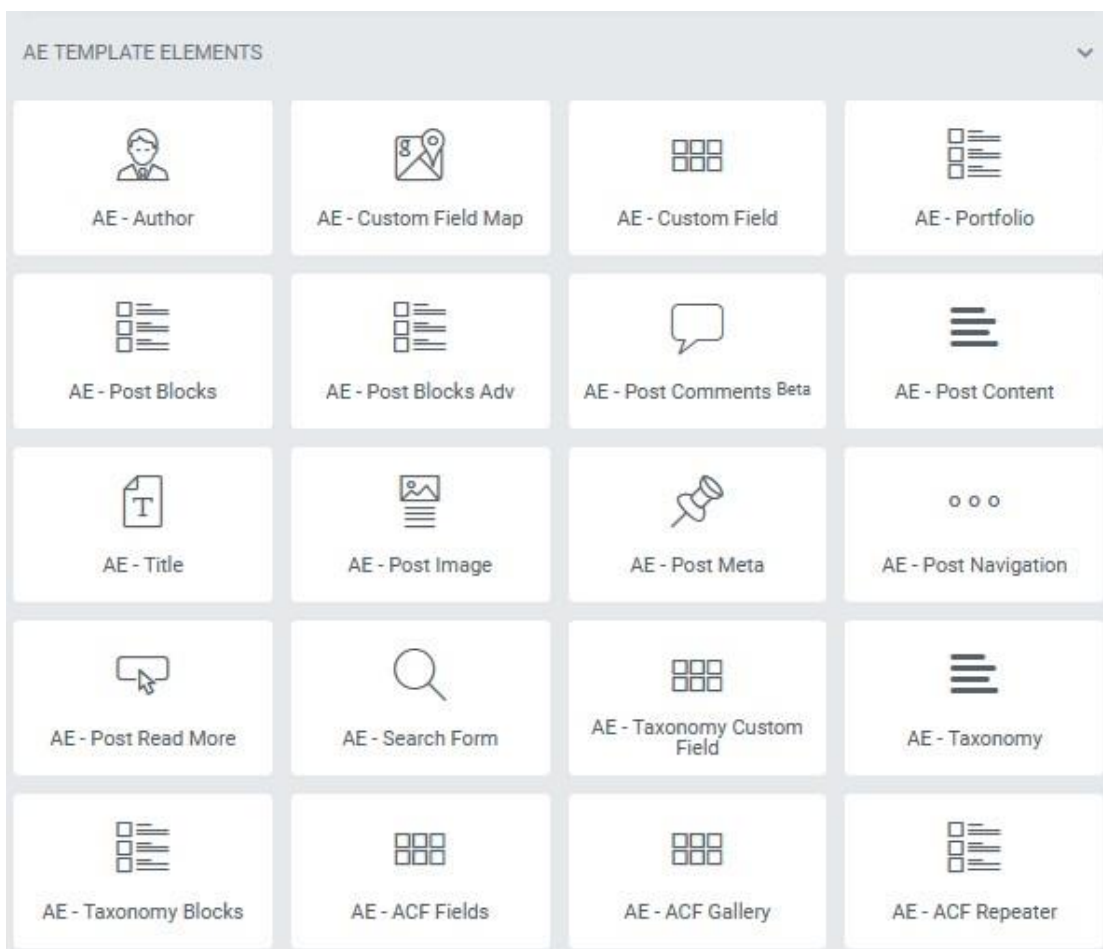 AE TEMPLATE ELEMENTS
AE - Author
g
AE - Custom Field Map
AE - Custom Field
AE - Portfolio
AE - Post Blocks
AE - Post Blocks Adv
AE - Post Comments Beta
AE - Post Content
T
AE - Title
AE - Post Image
AE - Post Meta
AE - Post Navigation
AE - Post Read More
AE - Search Form
AE - Taxonomy Custom
Field
AE - Taxonomy
AE - Taxonomy Blocks
AE - ACF Fields
AE - ACF Gallery
AE - ACF Repeater